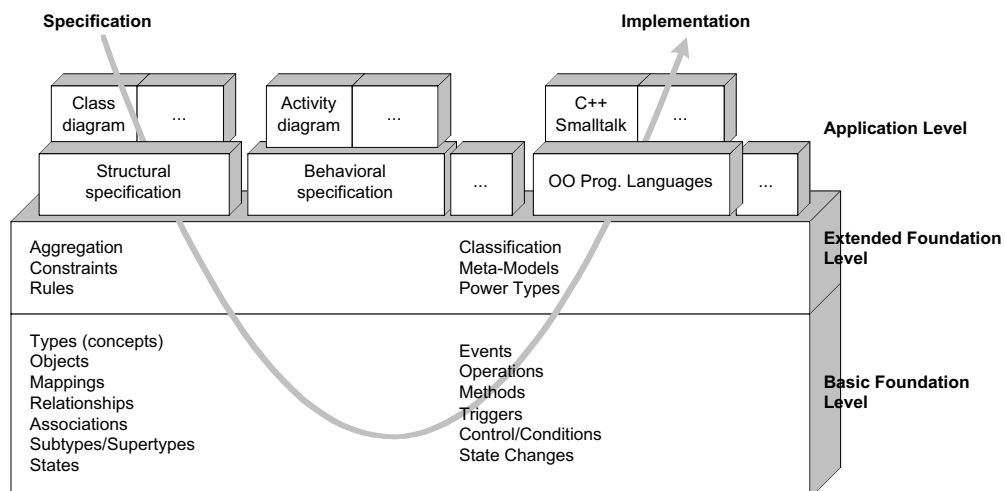 Specification
Implementation
Class
diagram
...
Activity
diagram
...
C++
Smalltalk
...
Application Level
Structural
specification
Behavioral
specification
...
OO Prog. Languages
...
Extended Foundation
Level
Aggregation
Constraints
Rules
Classification
Meta-Models
Power Types
Basic Foundation
Level
Types (concepts)
Objects
Mappings
Relationships
Associations
Subtypes/Supertypes
States
Events
Operations
Methods
Triggers
Control/Conditions
State Changes